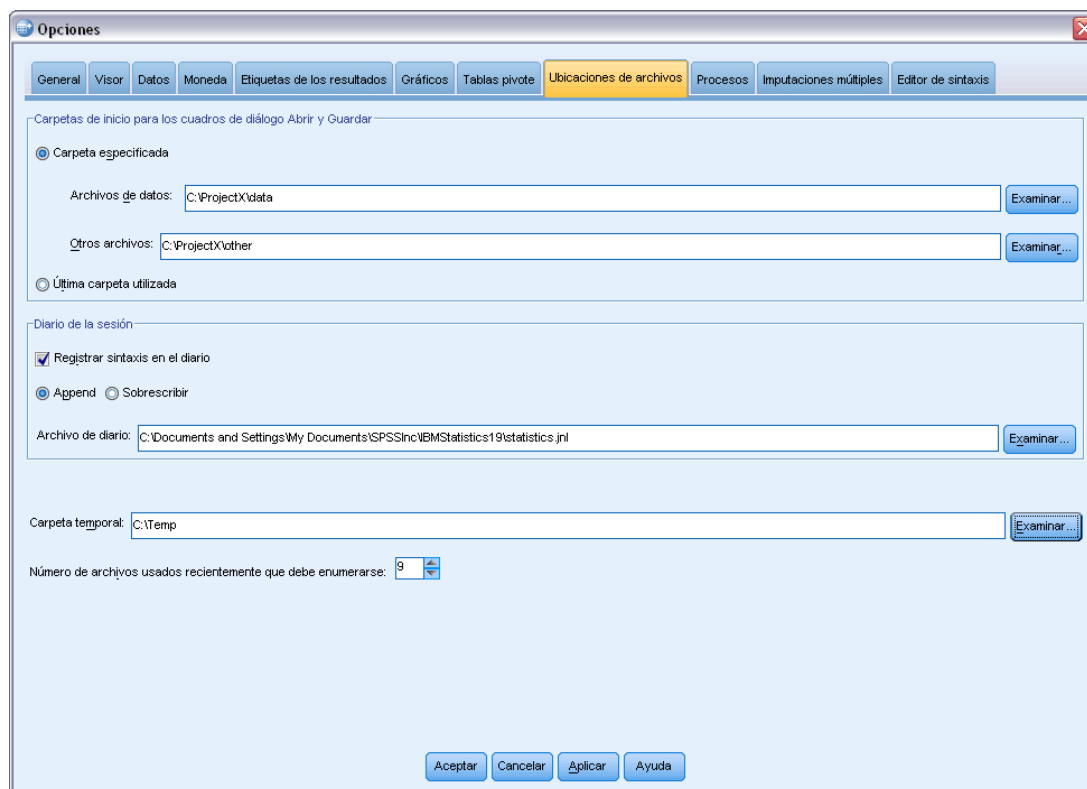 Opciones
General Visor Datos Moneda Etiquetas de los resultados Gráficos Tablas pivote Ubicaciones de archivos Procesos Imputaciones múltiples Editor de sintaxis
Carpetas de inicio para los cuadros de diálogo Abrir y Guardar
Carpeta especificada
Archivos de datos: C:\ProjectX\data Examinar...
Otros archivos: C:\ProjectX\other Examinar...
Última carpeta utilizada
Diario de la sesión
Registrar sintaxis en el diario
Append Sobrescribir
Archivo de diario: C:\Documents and Settings\My Documents\SPSSInc\IBMStatistics19\statistics.jnl Examinar...
Carpeta temporal: C:\Temp Examinar...
Número de archivos usados recientemente que debe enumerarse: 9
Aceptar Cancelar Aplicar Ayuda